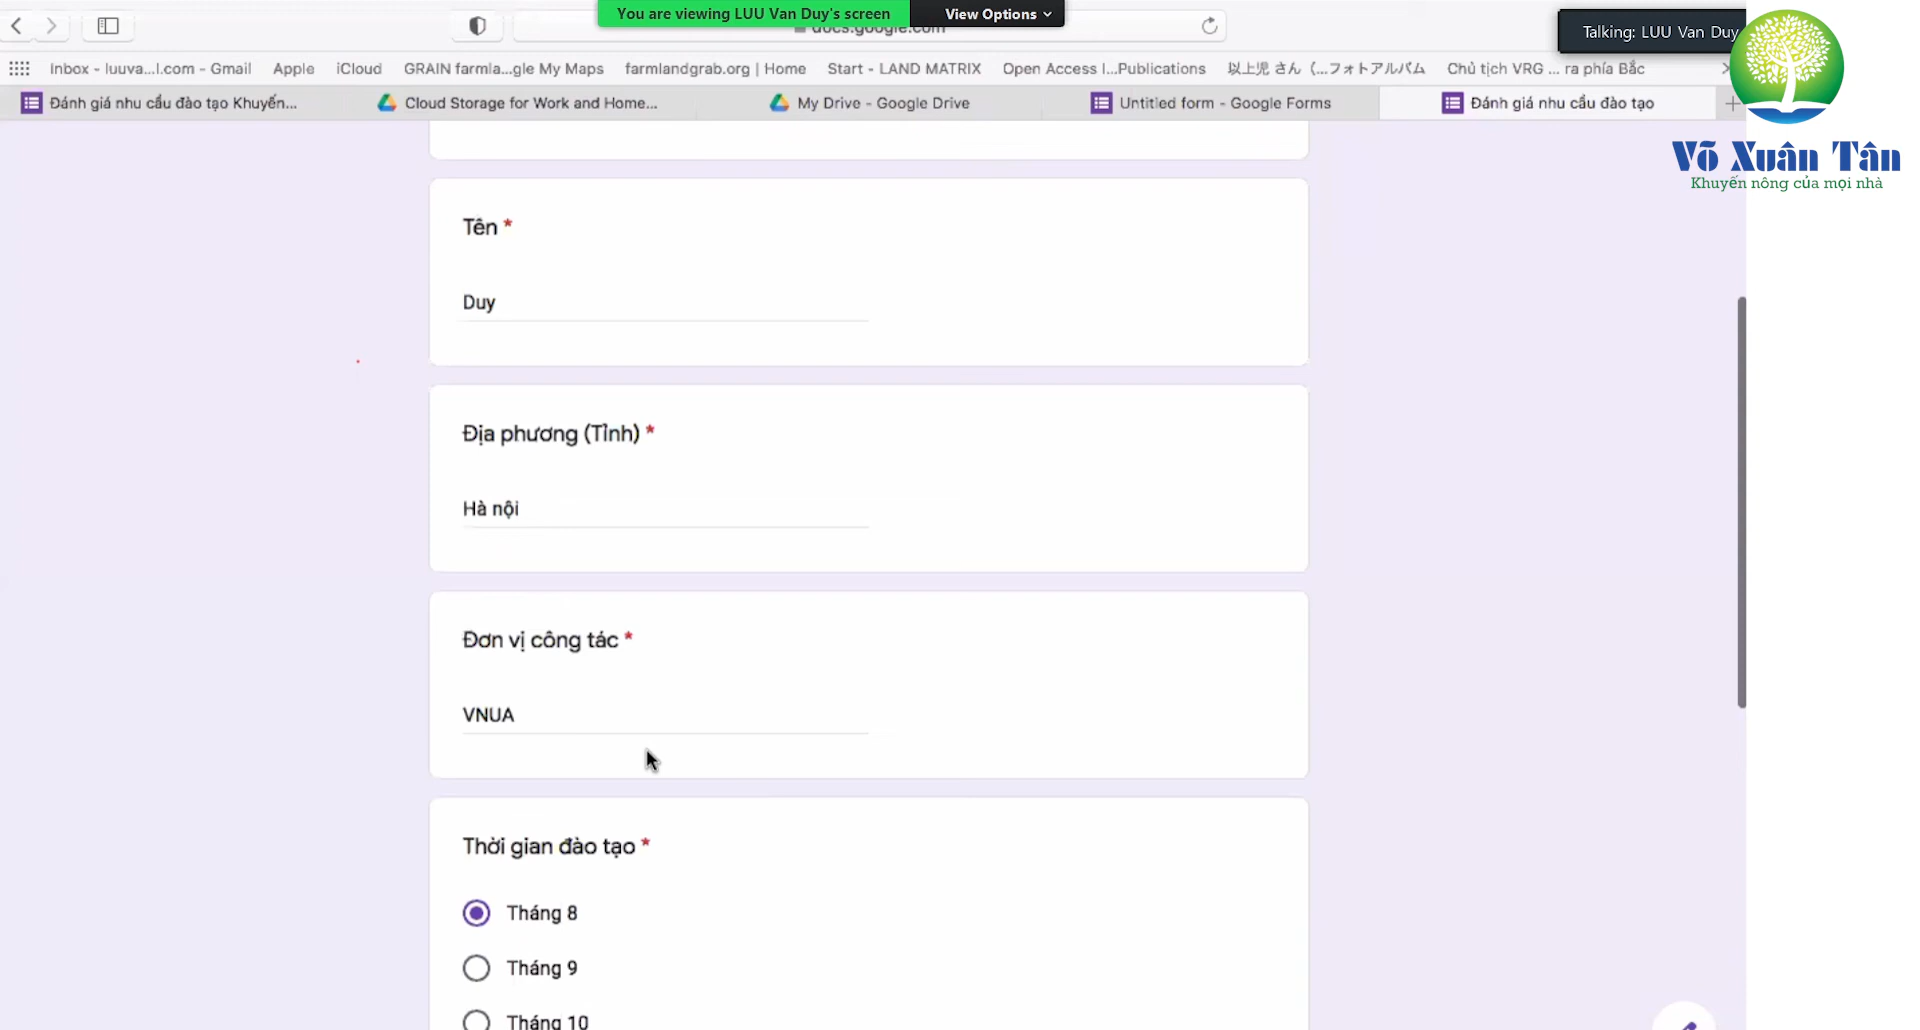 You are viewing LUU Van Duy's screen
View Options
docs.google.com
Talking: LUU Van Duy
Inbox - luuva...l.com - Gmail
Apple
iCloud
GRAIN farmla...gle My Maps
farmlandgrab.org | Home
Start - LAND MATRIX
Open Access I...Publications
以上児 さん（...フォトアルバム
Chủ tịch VRG ... ra phía Bắc
Đánh giá nhu cầu đào tạo Khuyến...
Cloud Storage for Work and Home...
My Drive - Google Drive
Untitled form - Google Forms
Đánh giá nhu cầu đào tạo
Võ Xuân Tân
Khuyến nông của mọi nhà
Tên *
Duy
Địa phương (Tỉnh) *
Hà nội
Đơn vị công tác *
VNUA
Thời gian đào tạo *
Tháng 8
Tháng 9
Tháng 10